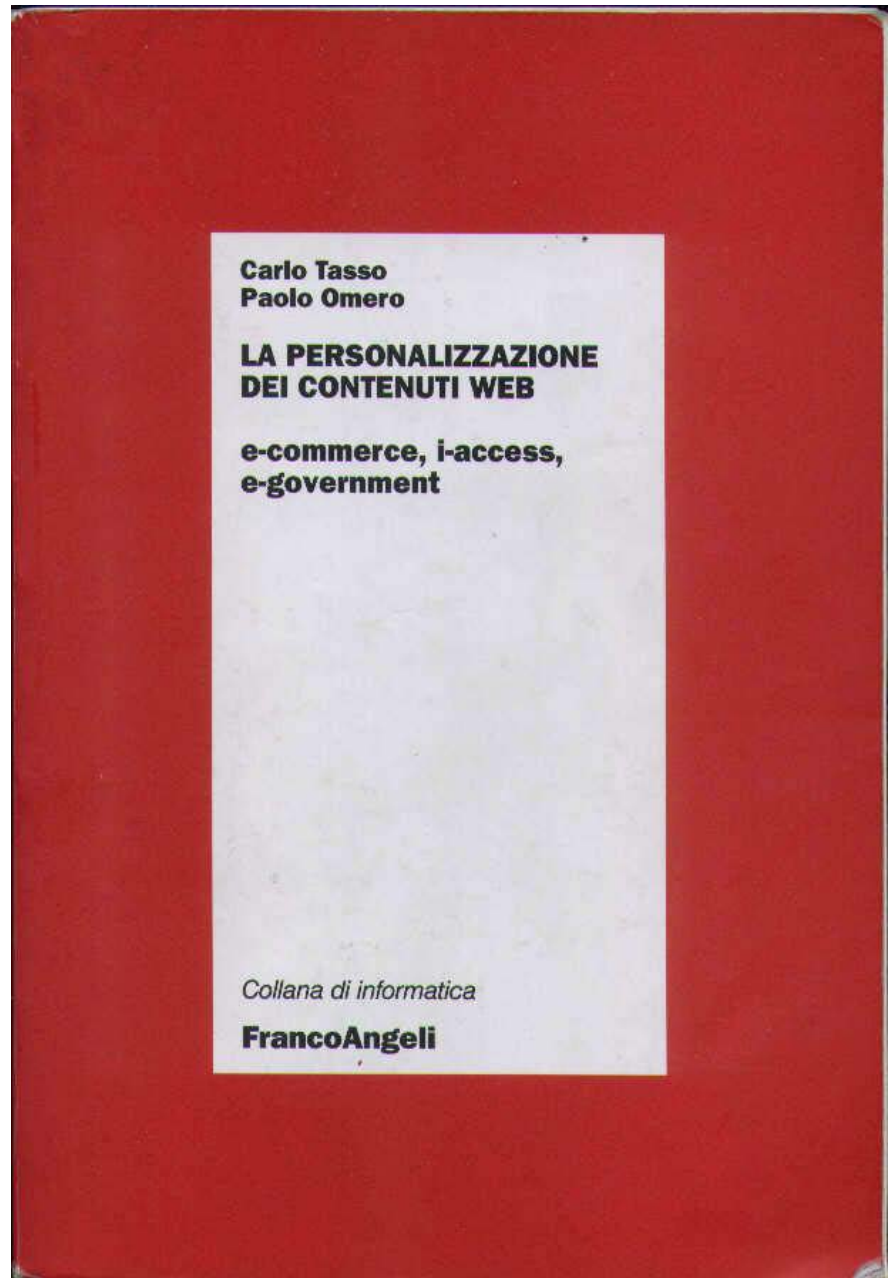 Carlo Tasso
Paolo Omero
LA PERSONALIZZAZIONE
DEI CONTENUTI WEB
e-commerce, i-access,
e-government
Collana di informatica
FrancoAngeli